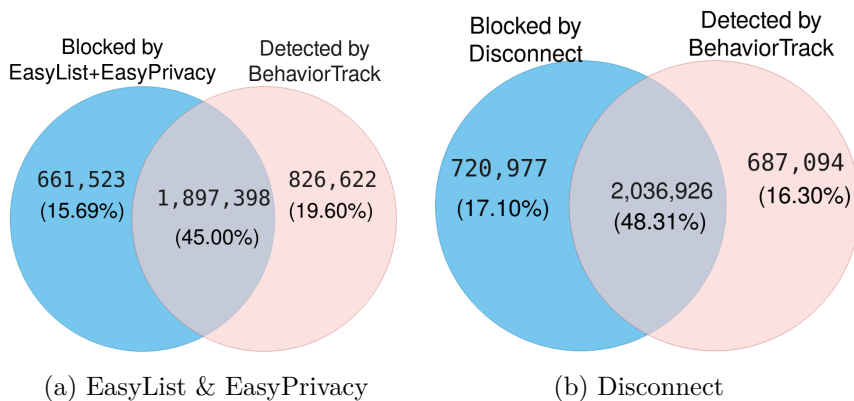 Blocked by
EasyList+EasyPrivacy
Detected by
BehaviorTrack
661,523
(15.69%)
1,897,398
(45.00%)
826,622
(19.60%)
(a) EasyList & EasyPrivacy
Blocked by
Disconnect
Detected by
BehaviorTrack
720,977
(17.10%)
2,036,926
(48.31%)
687,094
(16.30%)
(b) Disconnect